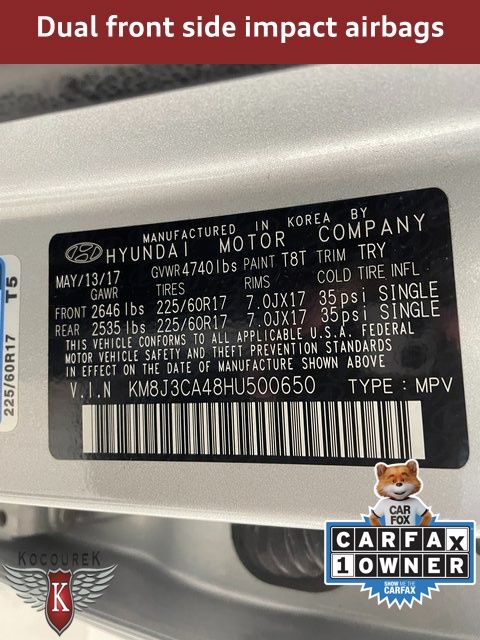 Dual front side impact airbags
MANUFACTURED IN KOREA BY
HYUNDAI MOTOR COMPANY
MAY/13/17 GVWR4740lbs PAINT T8T TRIM TRY
GAWR TIRES RIMS COLD TIRE INFL
FRONT 2646 lbs 225/60R17 7.0JX17 35psi SINGLE
REAR 2535 lbs 225/60R17 7.0JX17 35psi SINGLE
THIS VEHICLE CONFORMS TO ALL APPLICABLE U.S.A. FEDERAL
MOTOR VEHICLE SAFETY AND THEFT PREVENTION STANDARDS
IN EFFECT ON THE DATE OF MANUFACTURE SHOWN ABOVE
V.I.N KM8J3CA48HU500650 TYPE : MPV
225/60R17 T5
CAR
FOX
CARFAX
1 OWNER
SHOW ME THE
CARFAX
KOCOUREK
K